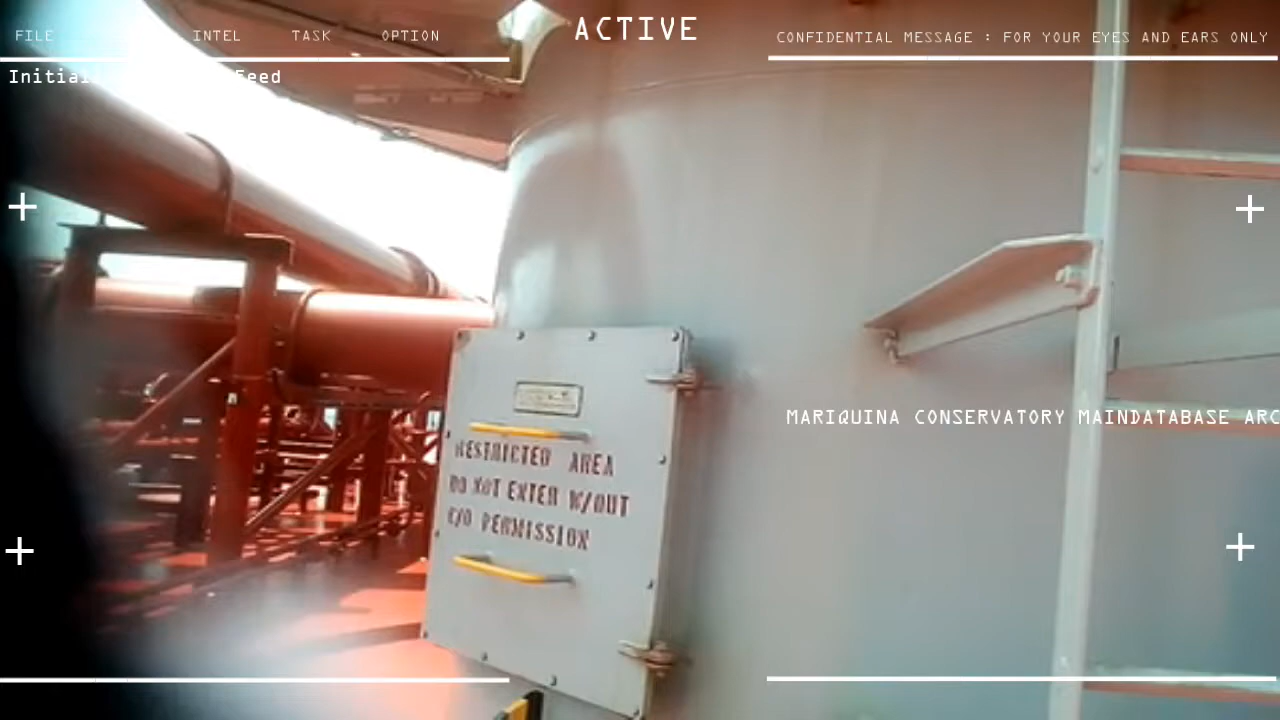 ACTIVE
FILE INTEL TASK OPTION
CONFIDENTIAL MESSAGE : FOR YOUR EYES AND EARS ONLY
Feed
MARIQUINA CONSERVATORY MAINDATABASE ARC
RESTRICTED AREA
DO NOT ENTER W/OUT
C/O PERMISSION